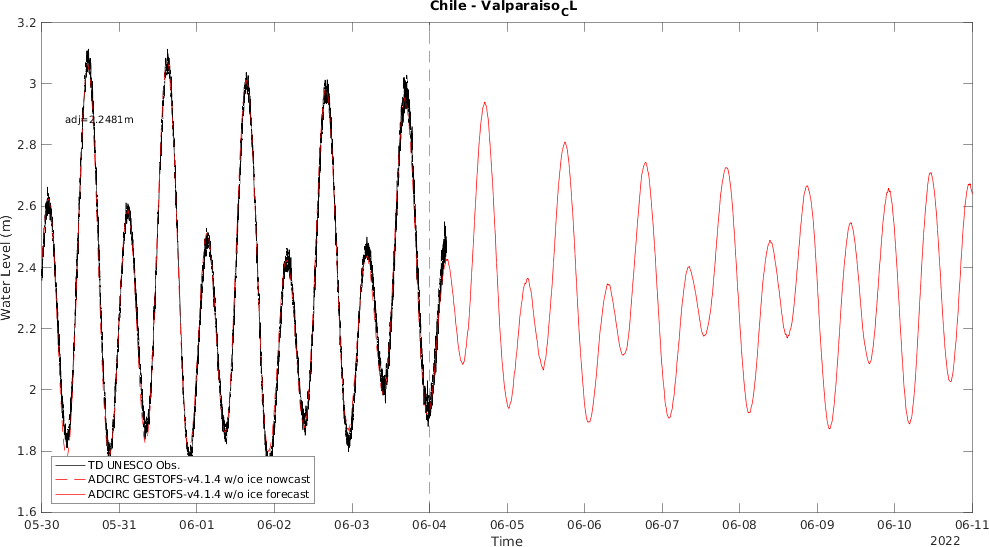 Chile - Valparaiso_CL
3.2
3
2.8
2.6
2.4
2.2
2
1.8
1.6
Water Level (m)
adj=2.2481m
TD UNESCO Obs.
ADCIRC GESTOFS-v4.1.4 w/o ice nowcast
ADCIRC GESTOFS-v4.1.4 w/o ice forecast
05-30 05-31 06-01 06-02 06-03 06-04 06-05 06-06 06-07 06-08 06-09 06-10 06-11
Time
2022